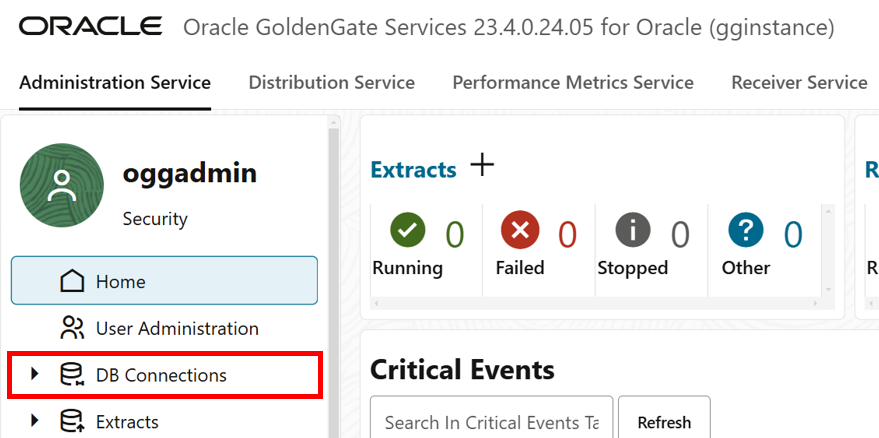 ORACLE Oracle GoldenGate Services 23.4.0.24.05 for Oracle (gginstance)
Administration Service Distribution Service Performance Metrics Service Receiver Service
oggadmin
Security
Home
User Administration
DB Connections
Extracts
Extracts
0 0 0 0
Running Failed Stopped Other
Critical Events
Search In Critical Events Ta
Refresh
R
R